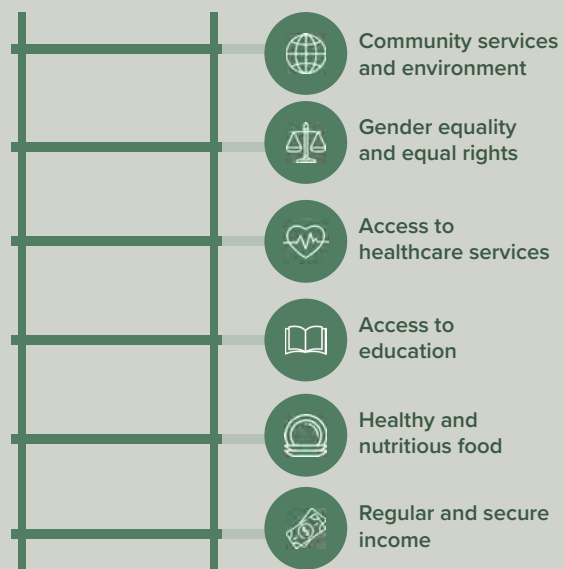 Community services
and environment
Gender equality
and equal rights
Access to
healthcare services
Access to
education
Healthy and
nutritious food
Regular and secure
income